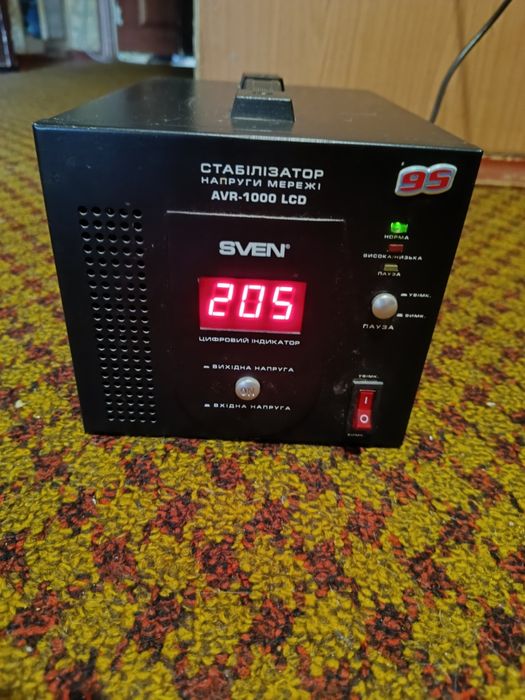 СТАБІЛІЗАТОР
НАПРУГИ МЕРЕЖІ
AVR-1000 LCD
95
НОРМА
ВИСОКА/НИЗЬКА
ПАУЗА
SVEN®
205
ЦИФРОВИЙ ІНДИКАТОР
УВІМК.
ВИМК.
ПАУЗА
ВИХІДНА НАПРУГА
ВХІДНА НАПРУГА
УВІМК.
I
O
ВИМК.